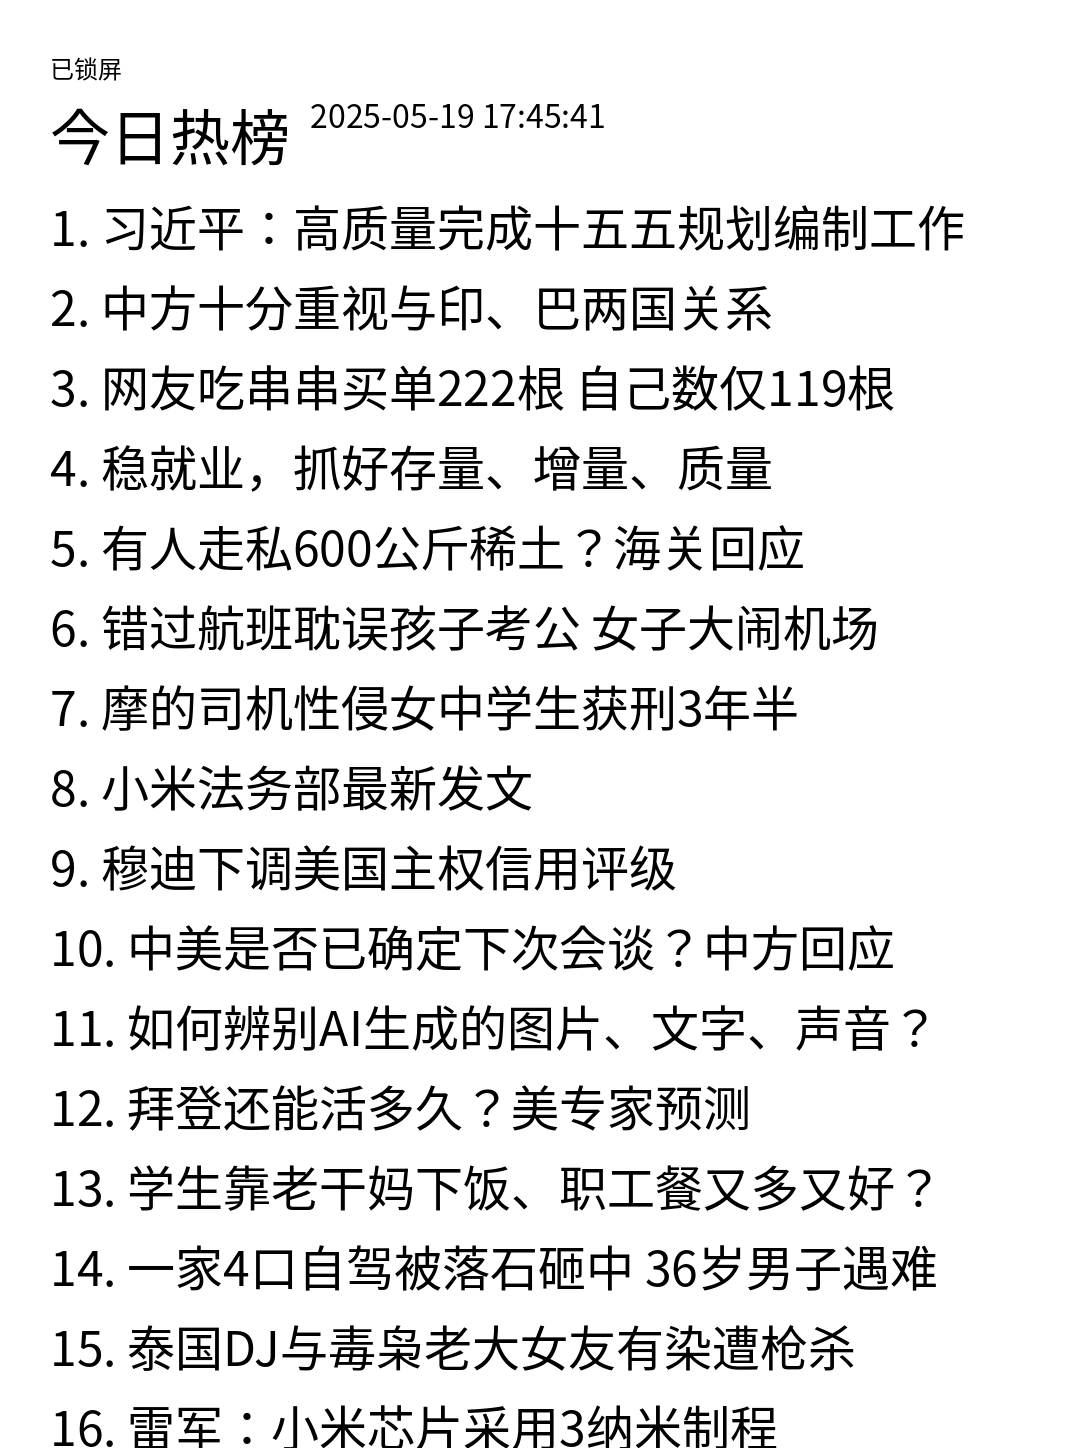 已锁屏
今日热榜 2025-05-19 17:45:41
1. 习近平：高质量完成十五五规划编制工作
2. 中方十分重视与印、巴两国关系
3. 网友吃串串买单222根 自己数仅119根
4. 稳就业，抓好存量、增量、质量
5. 有人走私600公斤稀土？海关回应
6. 错过航班耽误孩子考公 女子大闹机场
7. 摩的司机性侵女中学生获刑3年半
8. 小米法务部最新发文
9. 穆迪下调美国主权信用评级
10. 中美是否已确定下次会谈？中方回应
11. 如何辨别AI生成的图片、文字、声音？
12. 拜登还能活多久？美专家预测
13. 学生靠老干妈下饭、职工餐又多又好？
14. 一家4口自驾被落石砸中 36岁男子遇难
15. 泰国DJ与毒枭老大女友有染遭枪杀
16. 雷军：小米芯片采用3纳米制程